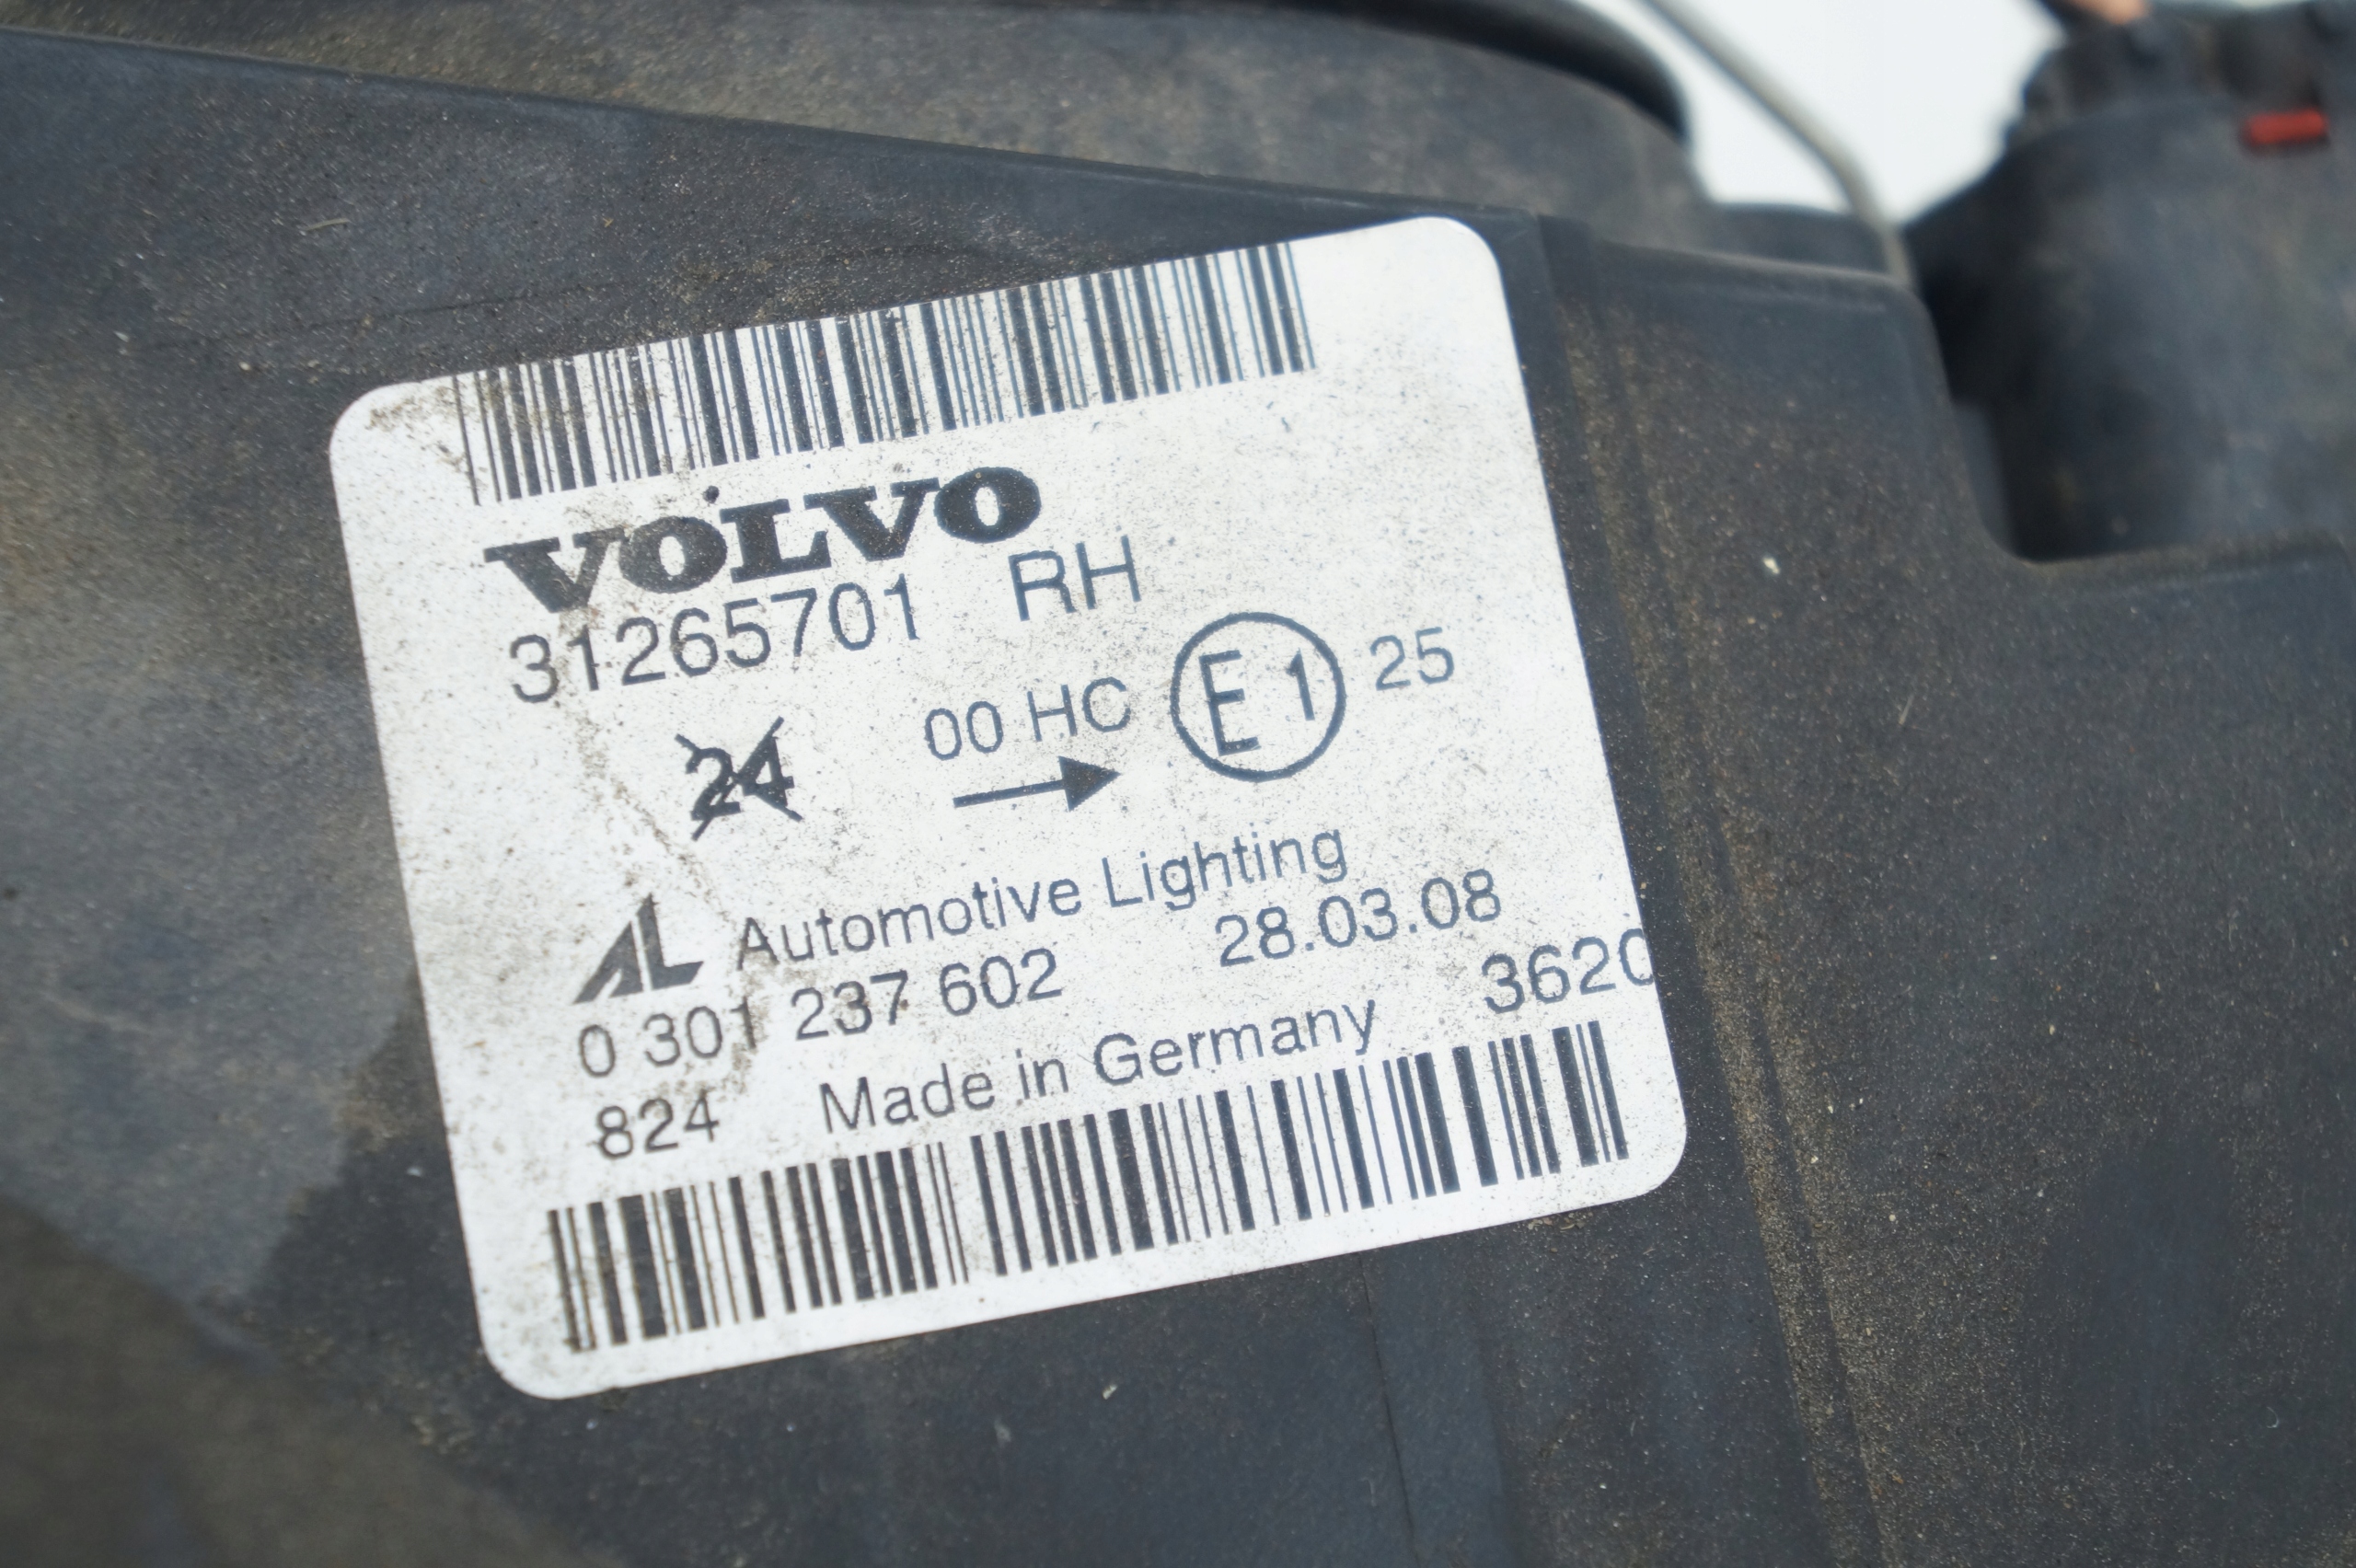 VOLVO
31265701 RH
24 00 HC E1 25
AL Automotive Lighting
0 301 237 602 28.03.08
824 Made in Germany 3620